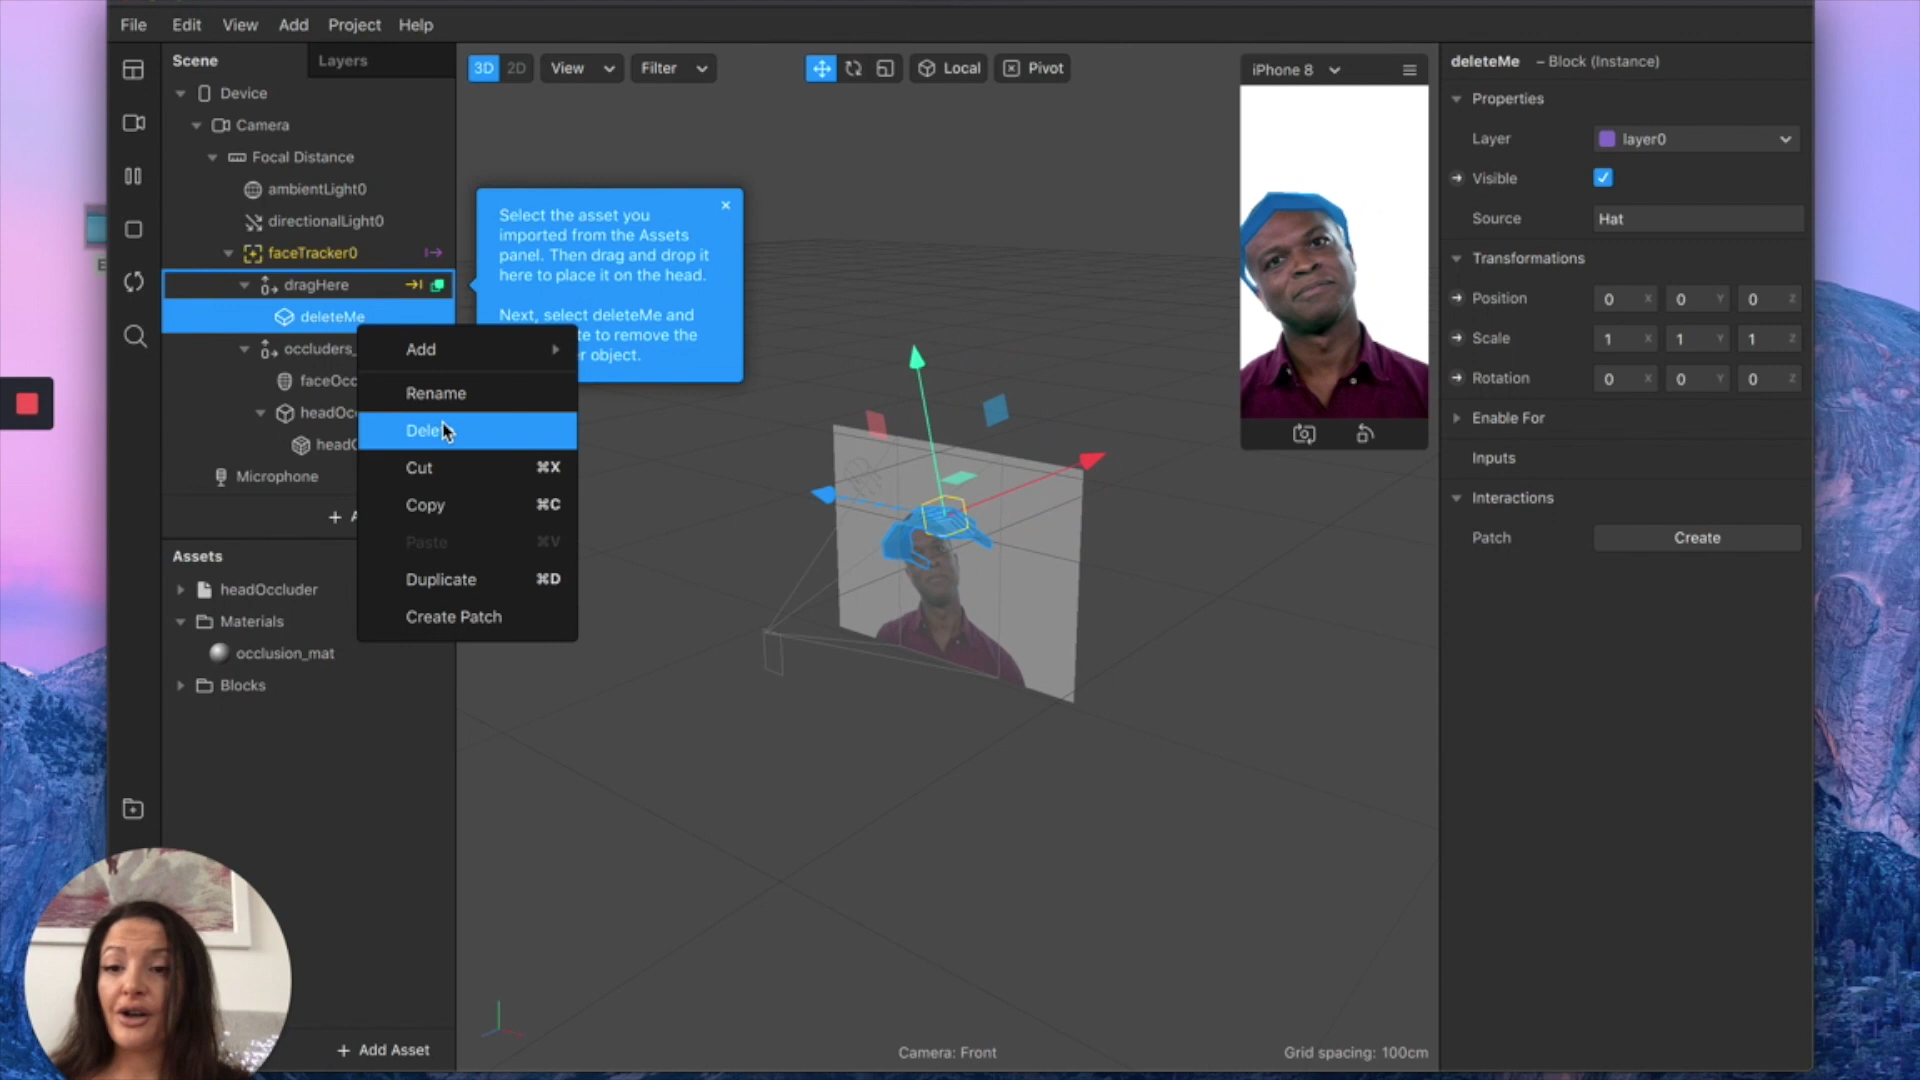 File Edit View Add Project Help
Scene Layers
Device
Camera
Focal Distance
ambientLight0
directionalLight0
faceTracker0
dragHere
deleteMe
occluders_
faceOcc
headOcc
headO
Microphone
Assets
headOccluder
Materials
occlusion_mat
Blocks
+ Add Asset
3D 2D View Filter
Local Pivot
Select the asset you
imported from the Assets
panel. Then drag and drop it
here to place it on the head.
Next, select deleteMe and
te to remove the
r object.
Add
Rename
Dele
Cut ⌘X
Copy ⌘C
Paste ⌘V
Duplicate ⌘D
Create Patch
iPhone 8
Camera: Front
Grid spacing: 100cm
deleteMe – Block (Instance)
Properties
Layer layer0
Visible
Source Hat
Transformations
Position 0 X 0 Y 0 Z
Scale 1 X 1 Y 1 Z
Rotation 0 X 0 Y 0 Z
Enable For
Inputs
Interactions
Patch Create